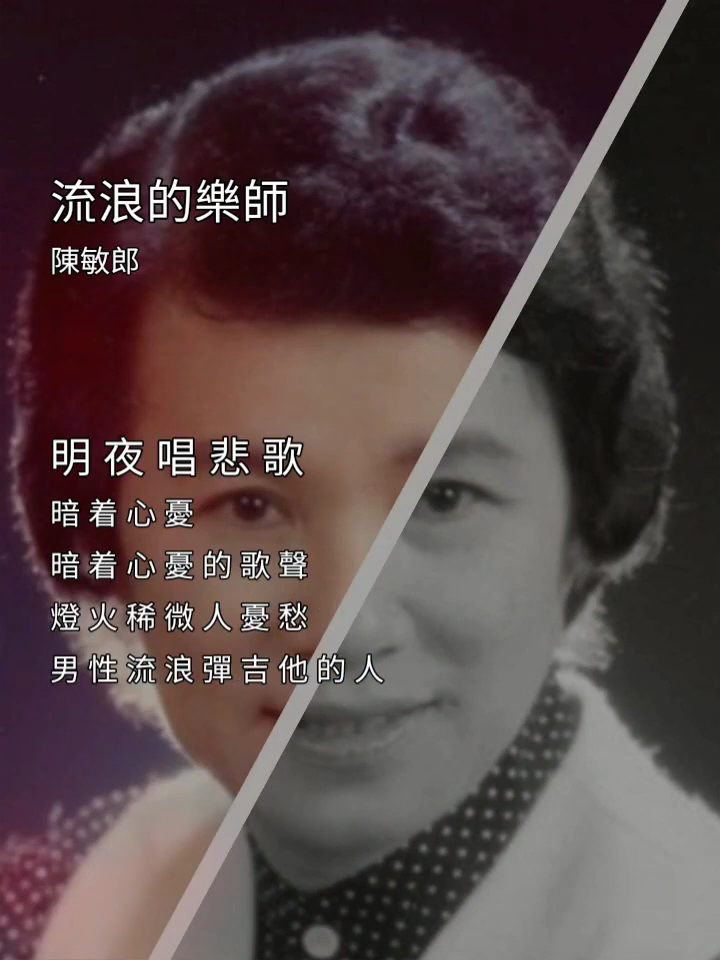 流浪的樂師
陳敏郎
明夜唱悲歌
暗着心憂
暗着心憂的歌聲
燈火稀微人憂愁
男性流浪彈吉他的人